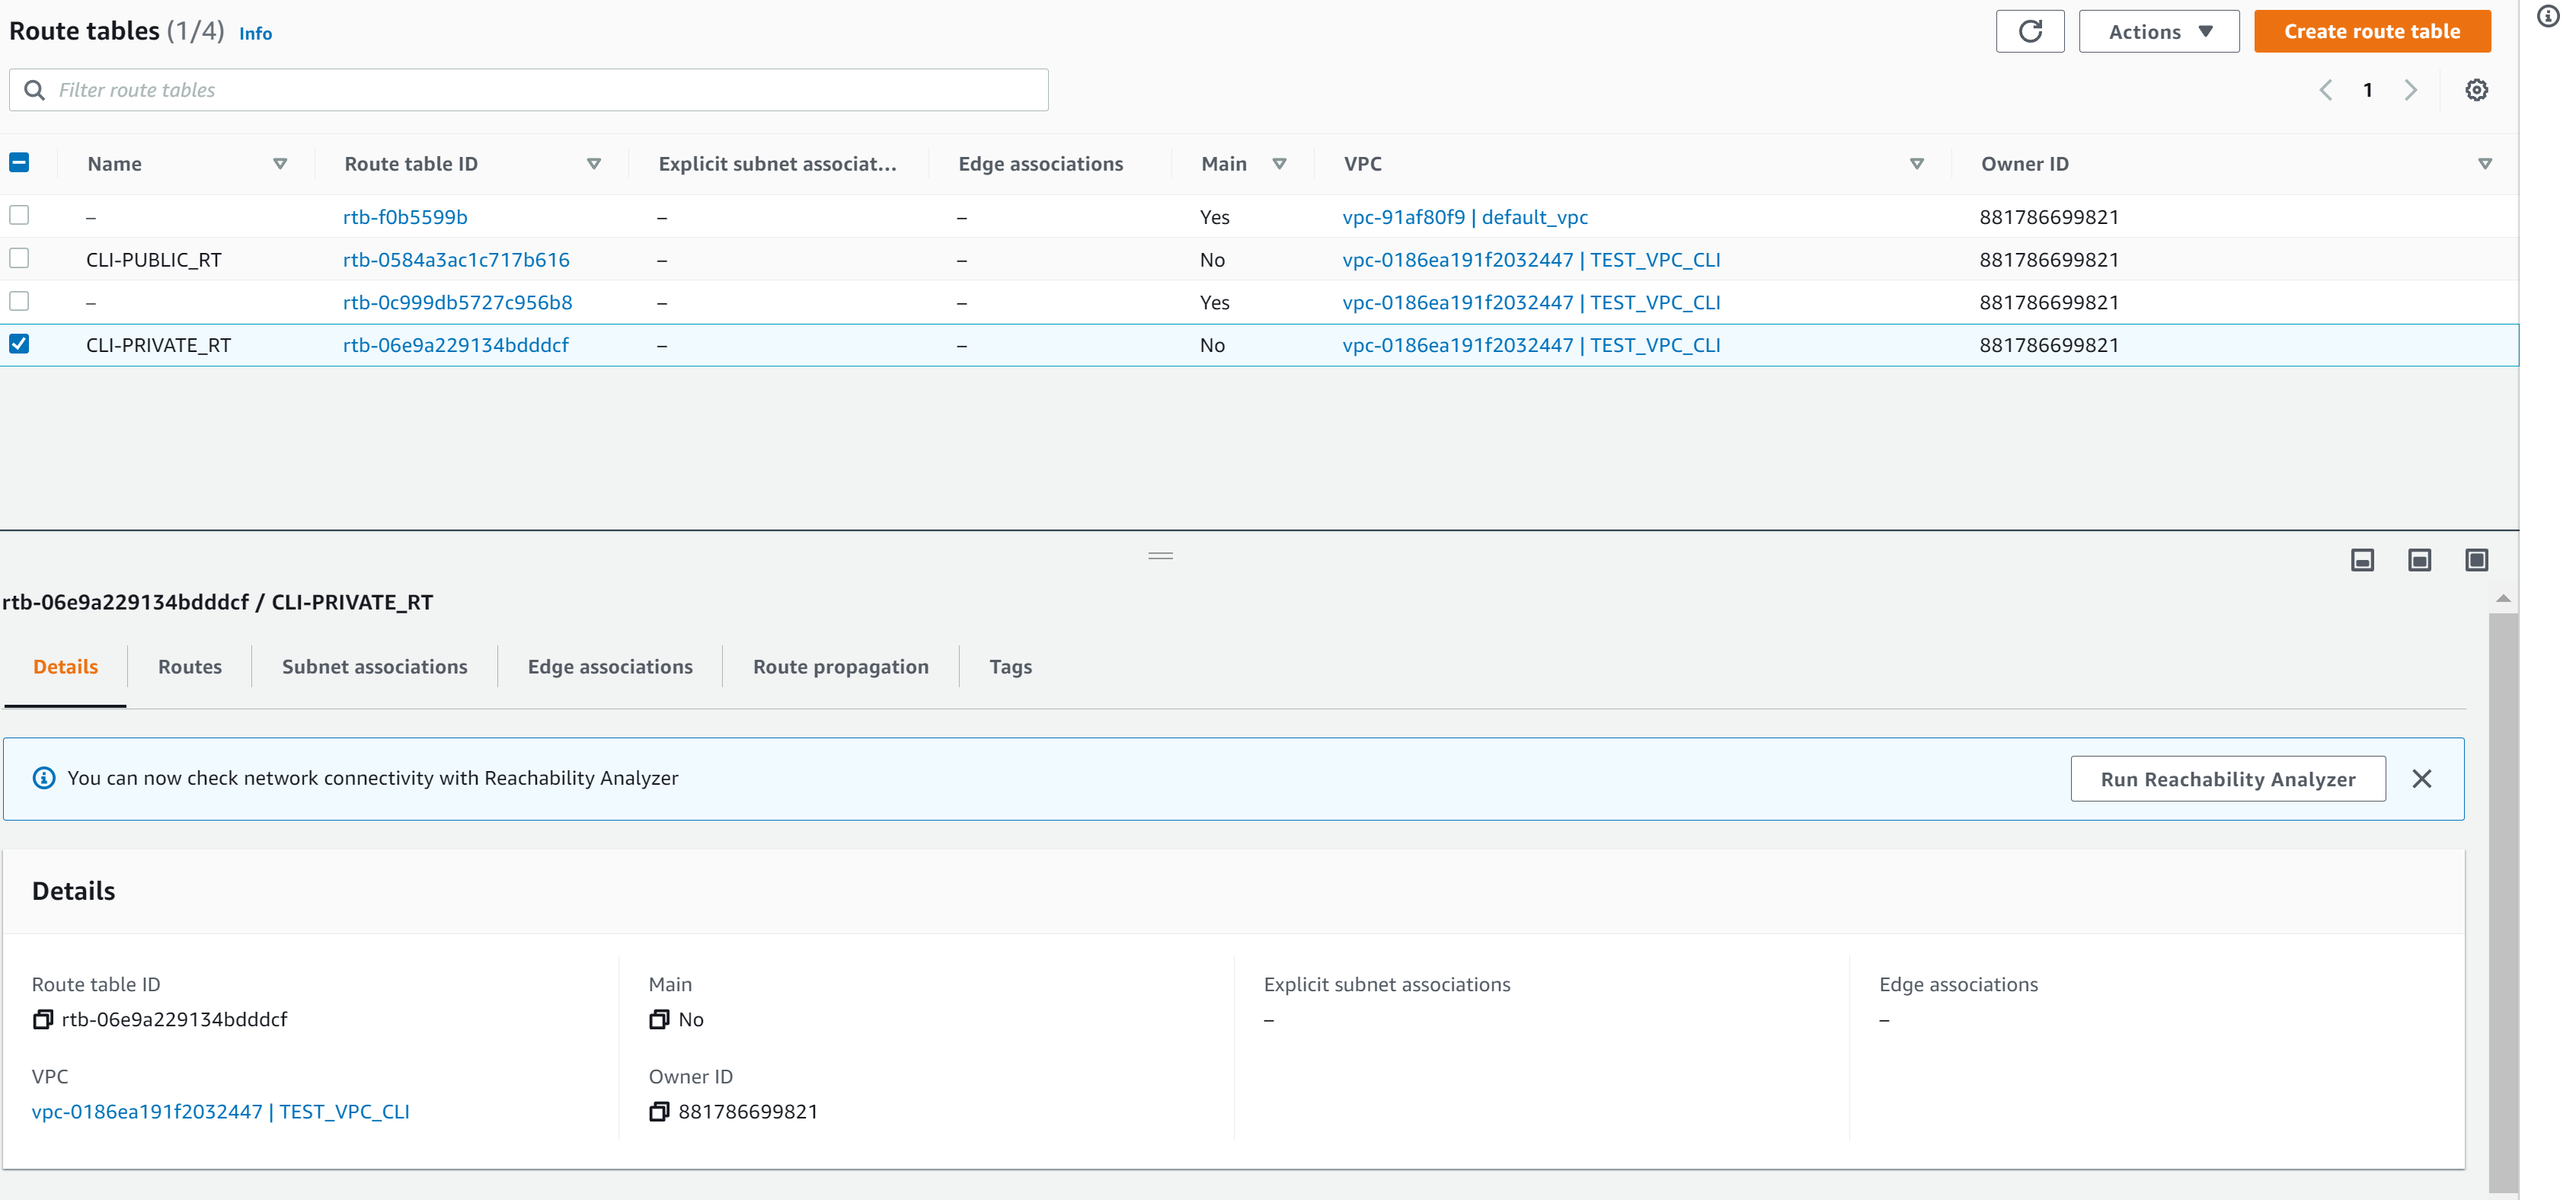 Route tables (1/4) Info
Actions
Create route table
Filter route tables
1
Name Route table ID Explicit subnet associat... Edge associations Main VPC Owner ID
– rtb-f0b5599b – – Yes vpc-91af80f9 | default_vpc 881786699821
CLI-PUBLIC_RT rtb-0584a3ac1c717b616 – – No vpc-0186ea191f2032447 | TEST_VPC_CLI 881786699821
– rtb-0c999db5727c956b8 – – Yes vpc-0186ea191f2032447 | TEST_VPC_CLI 881786699821
CLI-PRIVATE_RT rtb-06e9a229134bdddcf – – No vpc-0186ea191f2032447 | TEST_VPC_CLI 881786699821
rtb-06e9a229134bdddcf / CLI-PRIVATE_RT
Details Routes Subnet associations Edge associations Route propagation Tags
You can now check network connectivity with Reachability Analyzer
Run Reachability Analyzer
Details
Route table ID Main Explicit subnet associations Edge associations
rtb-06e9a229134bdddcf No – –
VPC Owner ID
vpc-0186ea191f2032447 | TEST_VPC_CLI 881786699821